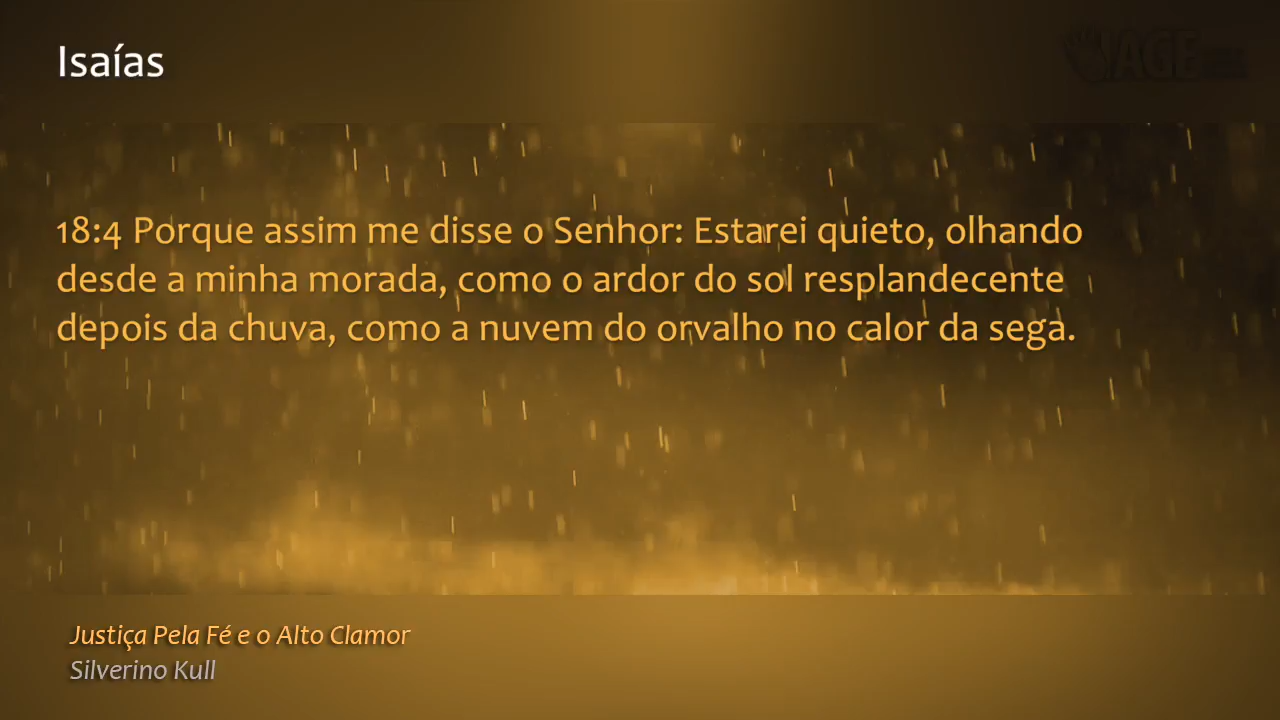 Isaías
IAGE
18:4 Porque assim me disse o Senhor: Estarei quieto, olhando
desde a minha morada, como o ardor do sol resplandecente
depois da chuva, como a nuvem do orvalho no calor da sega.
Justiça Pela Fé e o Alto Clamor
Silverino Kull